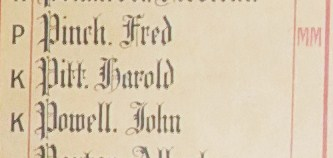 P Pinch. Fred MM
K Pitt. Harold
K Powell. John